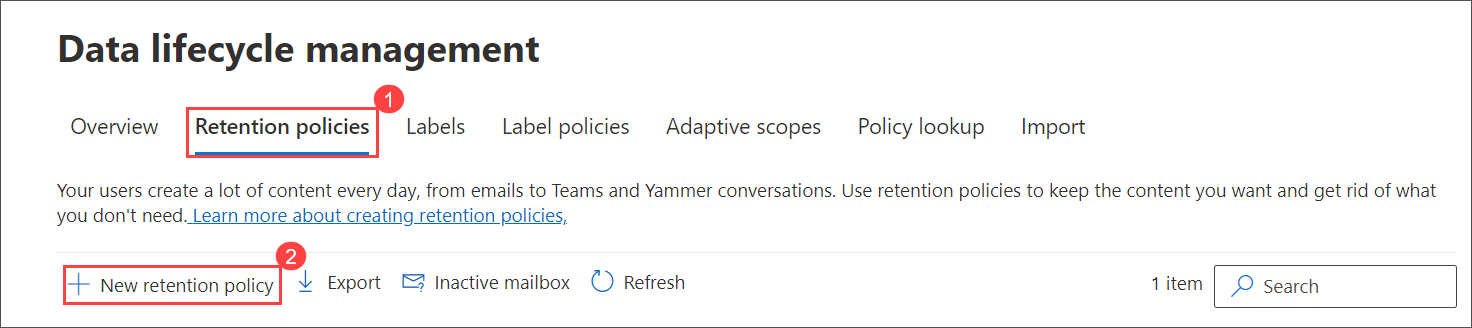 Data lifecycle management
1
Overview Retention policies Labels Label policies Adaptive scopes Policy lookup Import
Your users create a lot of content every day, from emails to Teams and Yammer conversations. Use retention policies to keep the content you want and get rid of what
you don't need. Learn more about creating retention policies,
2
New retention policy Export Inactive mailbox Refresh 1 item Search